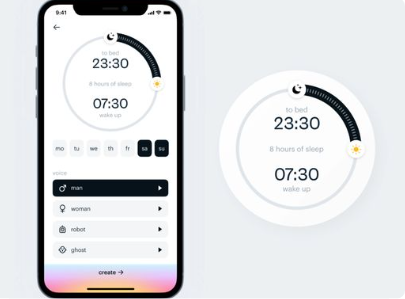 9:41
to bed
23:30
8 hours of sleep
07:30
wake up
mo tu we th fr sa su
voice
man
woman
robot
ghost
create →
to bed
23:30
8 hours of sleep
07:30
wake up